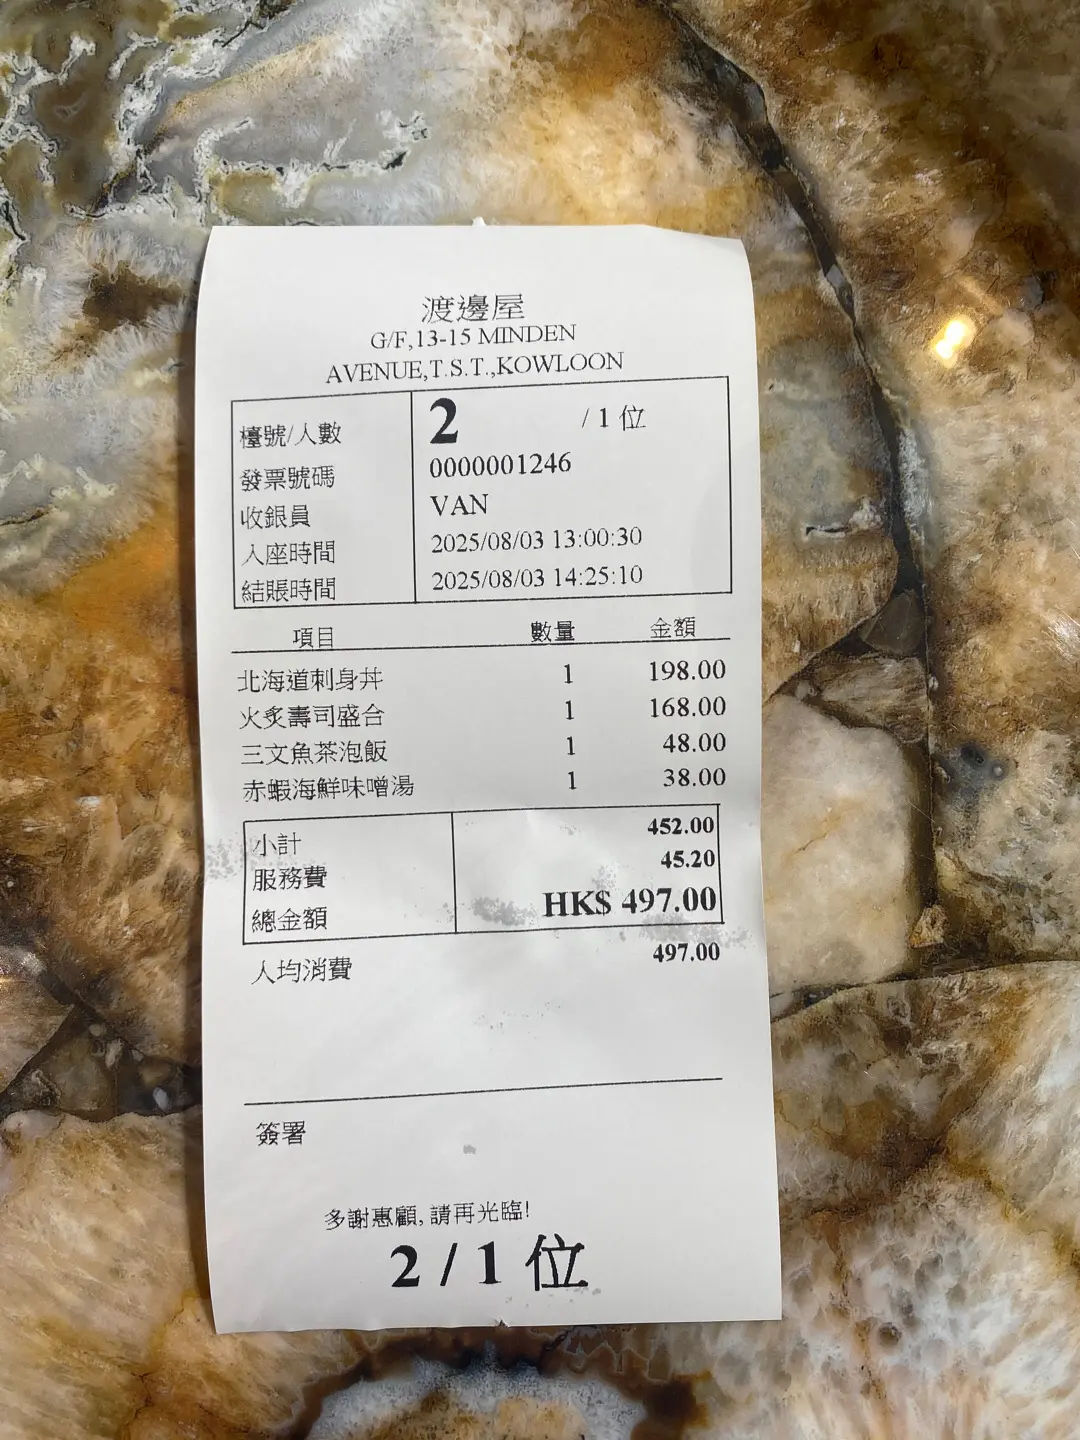 渡邊屋
G/F,13-15 MINDEN
AVENUE,T.S.T.,KOWLOON
檯號/人數 2 / 1 位
發票號碼 0000001246
收銀員 VAN
入座時間 2025/08/03 13:00:30
結賬時間 2025/08/03 14:25:10
項目 數量 金額
北海道刺身丼 1 198.00
火炙壽司盛合 1 168.00
三文魚茶泡飯 1 48.00
赤蝦海鮮味噌湯 1 38.00
小計 452.00
服務費 45.20
總金額 HK$ 497.00
人均消費 497.00
簽署
多謝惠顧, 請再光臨!
2 / 1 位